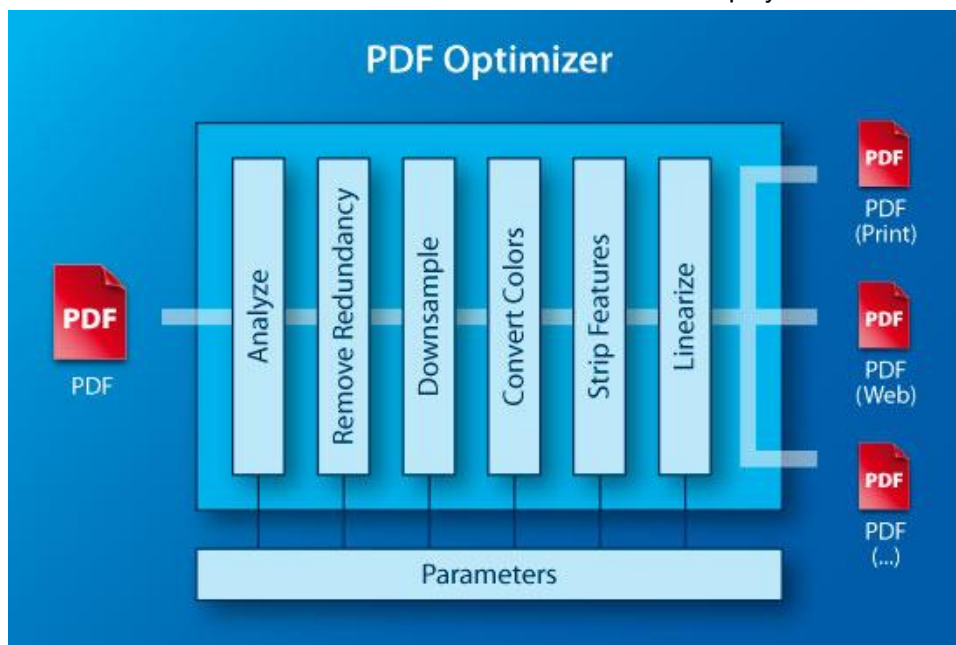 PDF Optimizer
PDF
PDF
Analyze
Remove Redundancy
Downsample
Convert Colors
Strip Features
Linearize
PDF
PDF
(Print)
PDF
PDF
(Web)
PDF
PDF
(...)
Parameters